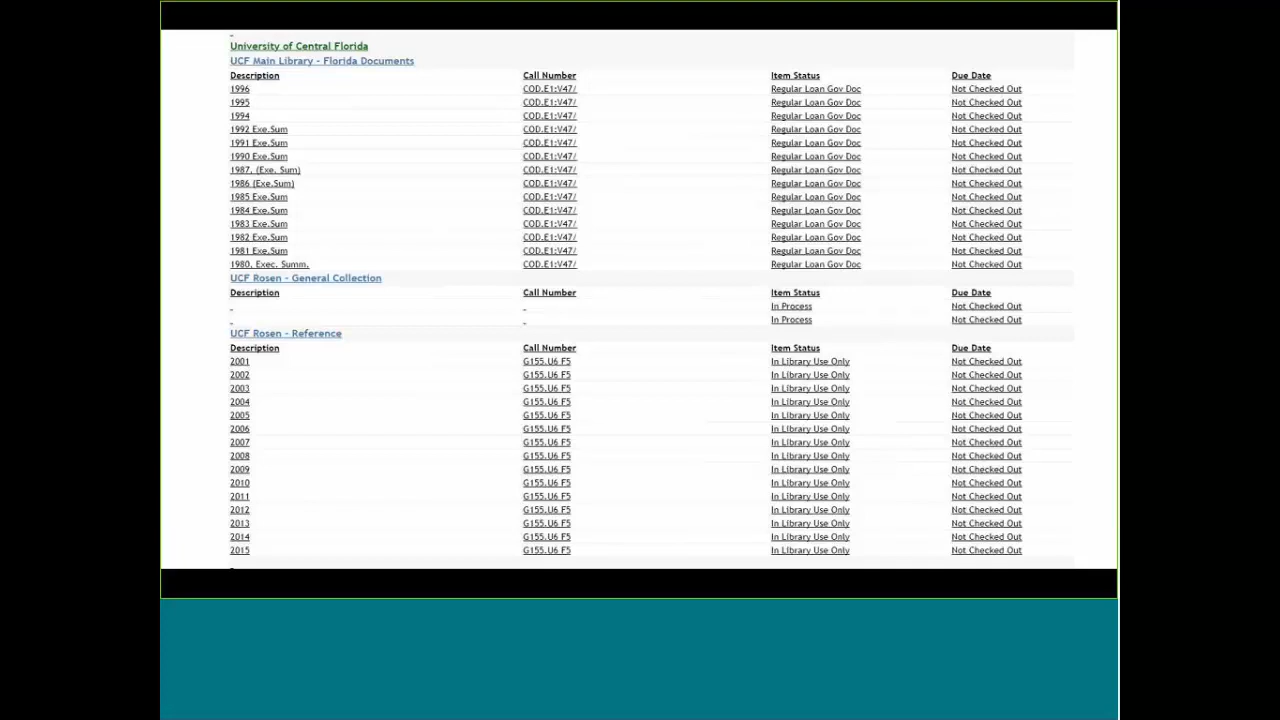 University of Central Florida
UCF Main Library - Florida Documents
Description Call Number Item Status Due Date
1996 COD.E1:V47/ Regular Loan Gov Doc Not Checked Out
1995 COD.E1:V47/ Regular Loan Gov Doc Not Checked Out
1994 COD.E1:V47/ Regular Loan Gov Doc Not Checked Out
1992 Exe.Sum COD.E1:V47/ Regular Loan Gov Doc Not Checked Out
1991 Exe.Sum COD.E1:V47/ Regular Loan Gov Doc Not Checked Out
1990 Exe.Sum COD.E1:V47/ Regular Loan Gov Doc Not Checked Out
1987. (Exe. Sum) COD.E1:V47/ Regular Loan Gov Doc Not Checked Out
1986 (Exe.Sum) COD.E1:V47/ Regular Loan Gov Doc Not Checked Out
1985 Exe.Sum COD.E1:V47/ Regular Loan Gov Doc Not Checked Out
1984 Exe.Sum COD.E1:V47/ Regular Loan Gov Doc Not Checked Out
1983 Exe.Sum COD.E1:V47/ Regular Loan Gov Doc Not Checked Out
1982 Exe.Sum COD.E1:V47/ Regular Loan Gov Doc Not Checked Out
1981 Exe.Sum COD.E1:V47/ Regular Loan Gov Doc Not Checked Out
1980. Exec. Summ. COD.E1:V47/ Regular Loan Gov Doc Not Checked Out
UCF Rosen - General Collection
Description Call Number Item Status Due Date
In Process Not Checked Out
In Process Not Checked Out
UCF Rosen - Reference
Description Call Number Item Status Due Date
2001 G155.U6 F5 In Library Use Only Not Checked Out
2002 G155.U6 F5 In Library Use Only Not Checked Out
2003 G155.U6 F5 In Library Use Only Not Checked Out
2004 G155.U6 F5 In Library Use Only Not Checked Out
2005 G155.U6 F5 In Library Use Only Not Checked Out
2006 G155.U6 F5 In Library Use Only Not Checked Out
2007 G155.U6 F5 In Library Use Only Not Checked Out
2008 G155.U6 F5 In Library Use Only Not Checked Out
2009 G155.U6 F5 In Library Use Only Not Checked Out
2010 G155.U6 F5 In Library Use Only Not Checked Out
2011 G155.U6 F5 In Library Use Only Not Checked Out
2012 G155.U6 F5 In Library Use Only Not Checked Out
2013 G155.U6 F5 In Library Use Only Not Checked Out
2014 G155.U6 F5 In Library Use Only Not Checked Out
2015 G155.U6 F5 In Library Use Only Not Checked Out